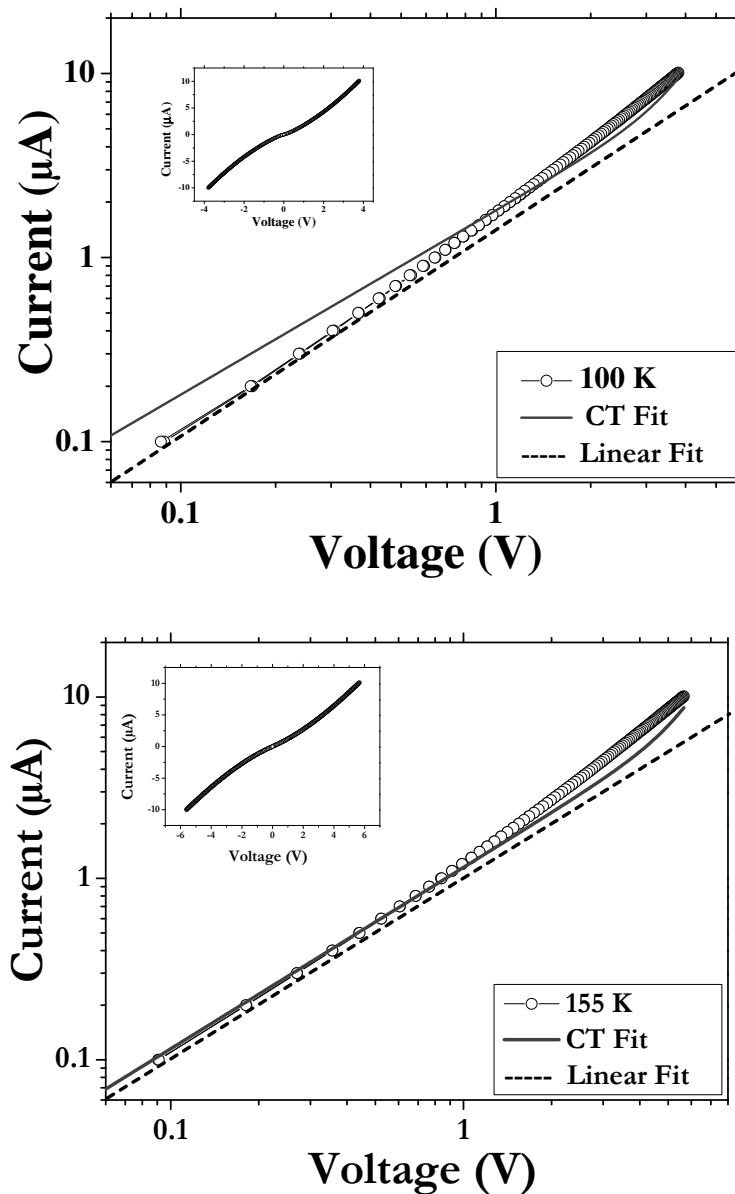 10
1
0.1
Current (µA)
0.1
1
Voltage (V)
10
5
0
-5
-10
Current (µA)
-4
-2
0
2
4
Voltage (V)
100 K
CT Fit
Linear Fit
10
1
0.1
Current (µA)
0.1
1
Voltage (V)
10
5
0
-5
-10
Current (µA)
-6
-4
-2
0
2
4
6
Voltage (V)
155 K
CT Fit
Linear Fit